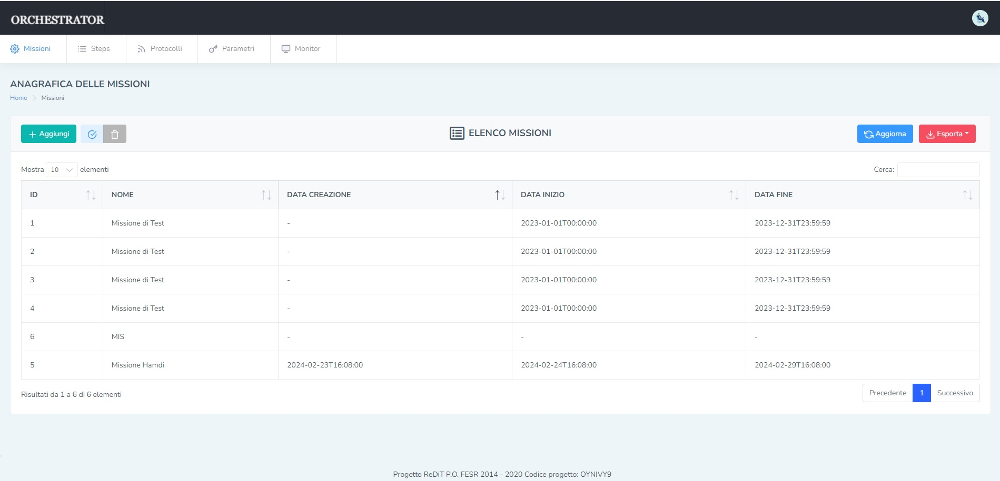 ORCHESTRATOR
Missioni Steps Protocolli Parametri Monitor
ANAGRAFICA DELLE MISSIONI
Home Missioni
+ Aggiungi ELENCO MISSIONI Aggiorna Esporta
Mostra 10 elementi Cerca:
ID NOME DATA CREAZIONE DATA INIZIO DATA FINE
1 Missione di Test - 2023-01-01T00:00:00 2023-12-31T23:59:59
2 Missione di Test - 2023-01-01T00:00:00 2023-12-31T23:59:59
3 Missione di Test - 2023-01-01T00:00:00 2023-12-31T23:59:59
4 Missione di Test - 2023-01-01T00:00:00 2023-12-31T23:59:59
6 MIS - - -
5 Missione Hamdi 2024-02-23T16:08:00 2024-02-24T16:08:00 2024-02-29T16:08:00
Risultati da 1 a 6 di 6 elementi Precedente 1 Successivo
-
Progetto ReDiT P.O. FESR 2014 - 2020 Codice progetto: OYNIVY9